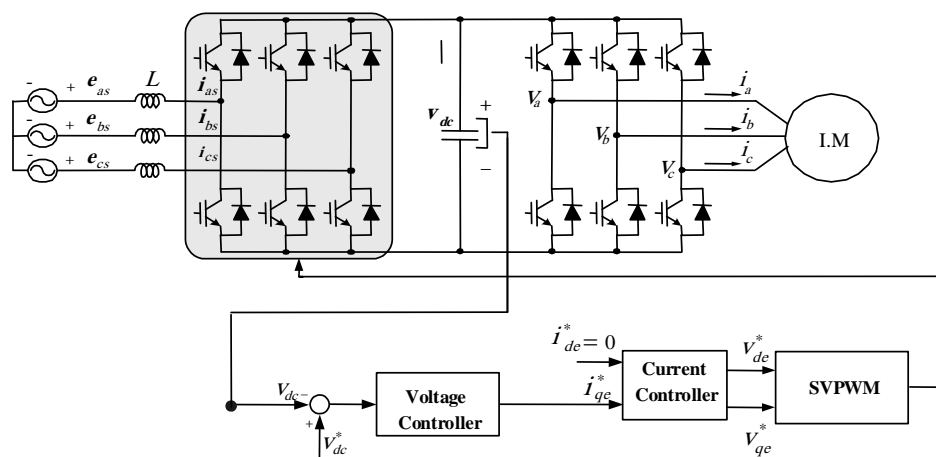 - + e_as L i_as
- + e_bs i_bs
- + e_cs i_cs
v_dc + −
V_a i_a
V_b i_b
V_c i_c
I.M
i*_de = 0
i*_qe
V_dc −
+
V*_dc
Voltage
Controller
Current
Controller
v*_de
v*_qe
SVPWM